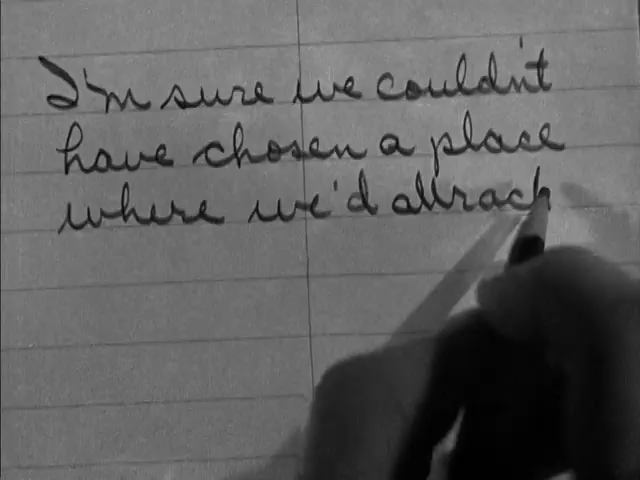 I'm sure we couldn't
have chosen a place
where we'd attrac